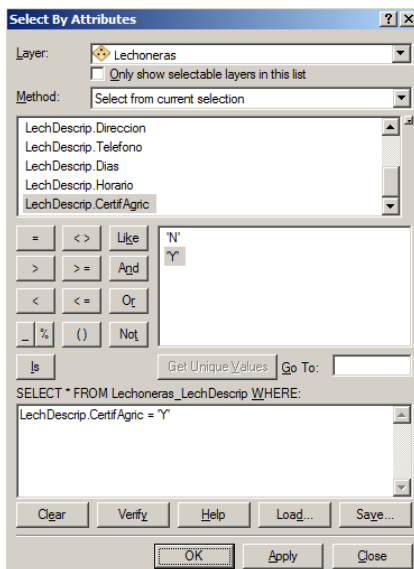 Select By Attributes
Layer: Lechoneras
Only show selectable layers in this list
Method: Select from current selection
LechDescrip.Direccion
LechDescrip.Telefono
LechDescrip.Dias
LechDescrip.Horario
LechDescrip.CertifAgric
= <> Like
> >= And
< <= Or
_ % () Not
Is
'N'
'Y'
Get Unique Values Go To:
SELECT * FROM Lechoneras_LechDescrip WHERE:
LechDescrip.CertifAgric = 'Y'
Clear Verify Help Load... Save...
OK Apply Close